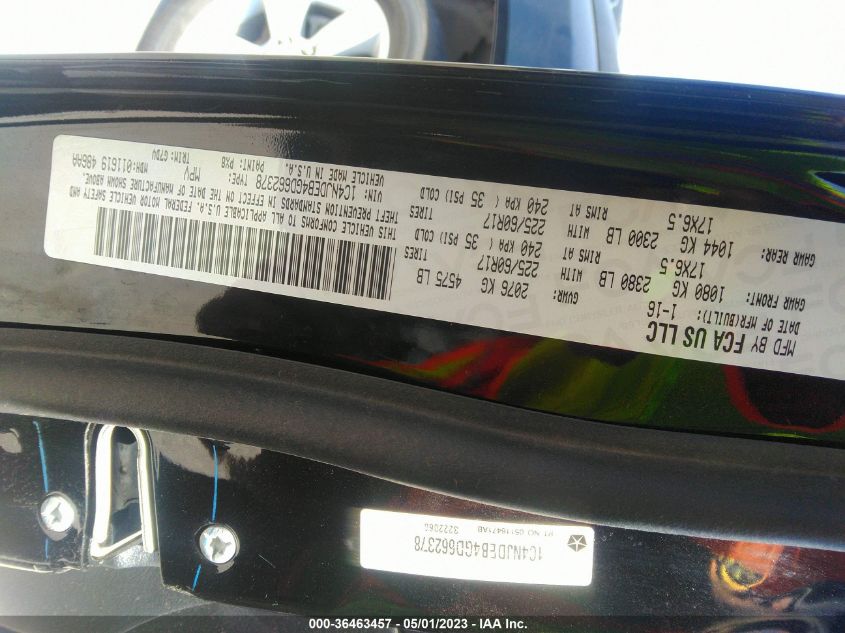 MFD BY FCA US LLC
DATE OF MFR(BUILT): 1-16
GVWR: 2076 KG 4575 LB
GAWR FRONT: 1080 KG 2380 LB WITH TIRES 225/60R17 RIMS AT 17X6.5 240 KPA ( 35 PSI) COLD
GAWR REAR: 1044 KG 2300 LB WITH TIRES 225/60R17 RIMS AT 17X6.5 240 KPA ( 35 PSI) COLD
THIS VEHICLE CONFORMS TO ALL APPLICABLE U.S.A. FEDERAL MOTOR VEHICLE SAFETY AND
THEFT PREVENTION STANDARDS IN EFFECT ON THE DATE OF MANUFACTURE SHOWN ABOVE.
VIN: 1C4NJDEB4GD662378 TYPE: MPV MDH:011619 486AA
VEHICLE MADE IN U.S.A. PAINT: PXB TRIM: G7DV
1C4NJDEB4GD662378
PT NO 05116471AB
3222060
000-36463457 - 05/01/2023 - IAA Inc.